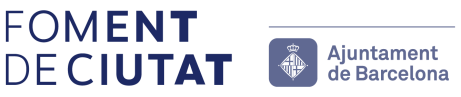 FOMENT
DE CIUTAT
Ajuntament
de Barcelona